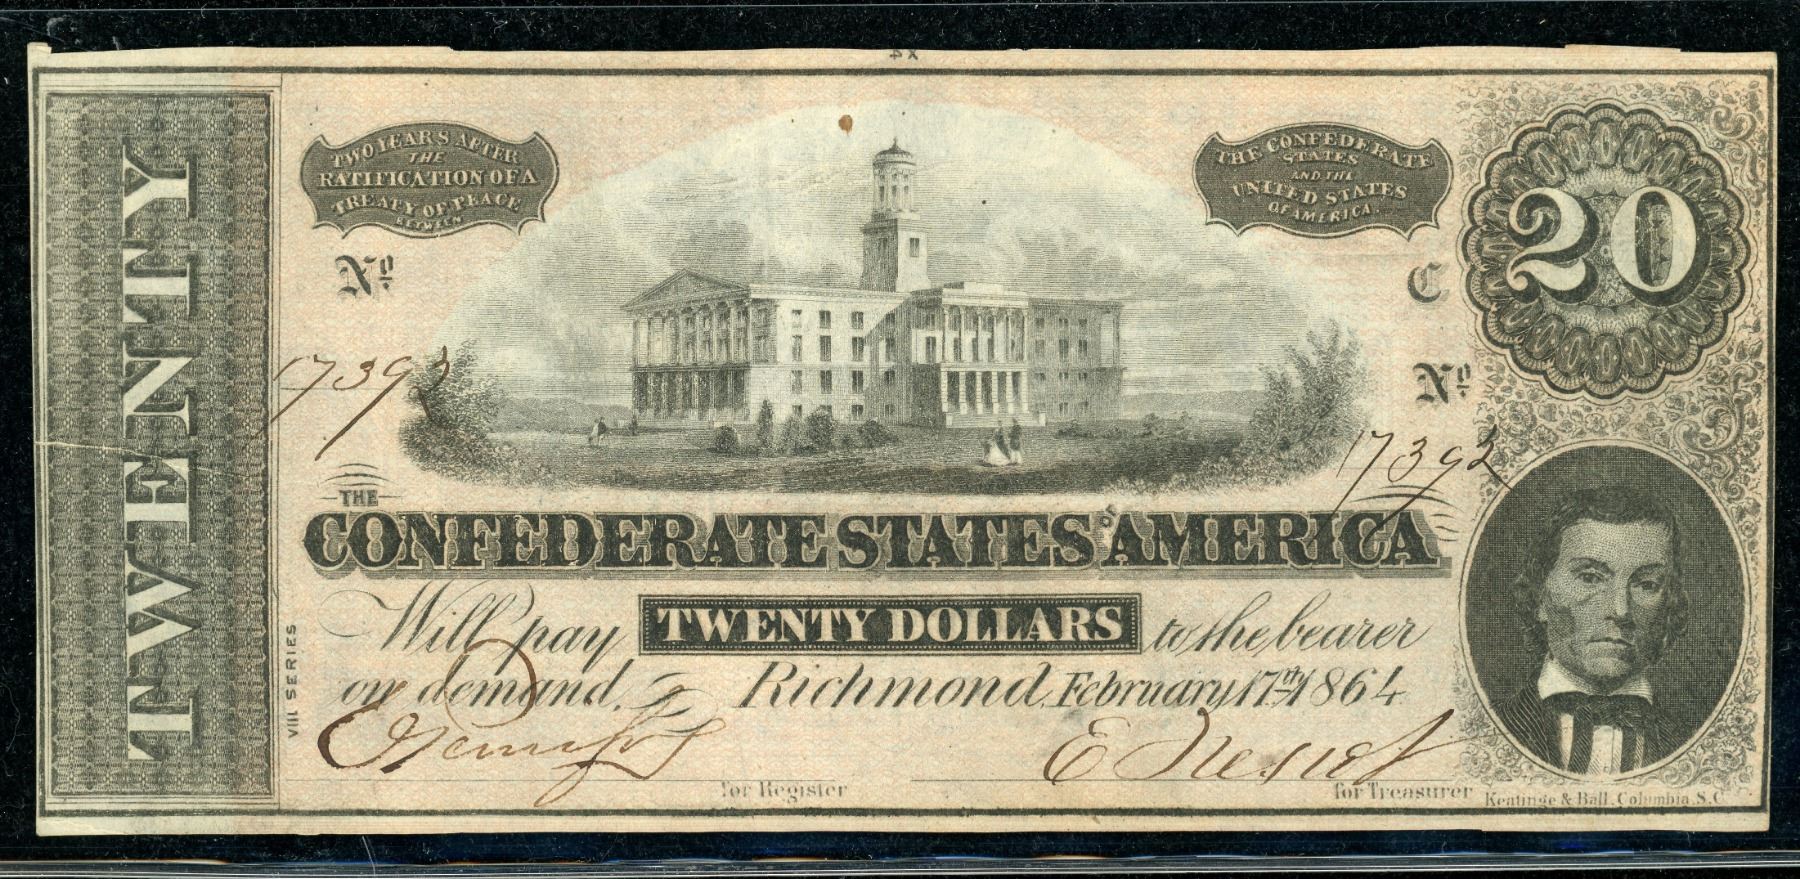 TWENTY
TWO YEARS AFTER
THE
RATIFICATION OF A
TREATY OF PEACE
BETWEEN
THE CONFEDERATE
STATES
AND THE
UNITED STATES
OF AMERICA.
20
Nº
C
Nº
17392
17392
THE
CONFEDERATE STATES OF AMERICA
Will pay TWENTY DOLLARS to the bearer
on demand. Richmond, February 17th 1864
VIII SERIES
for Register
for Treasurer
Keatinge & Ball, Columbia, S.C.